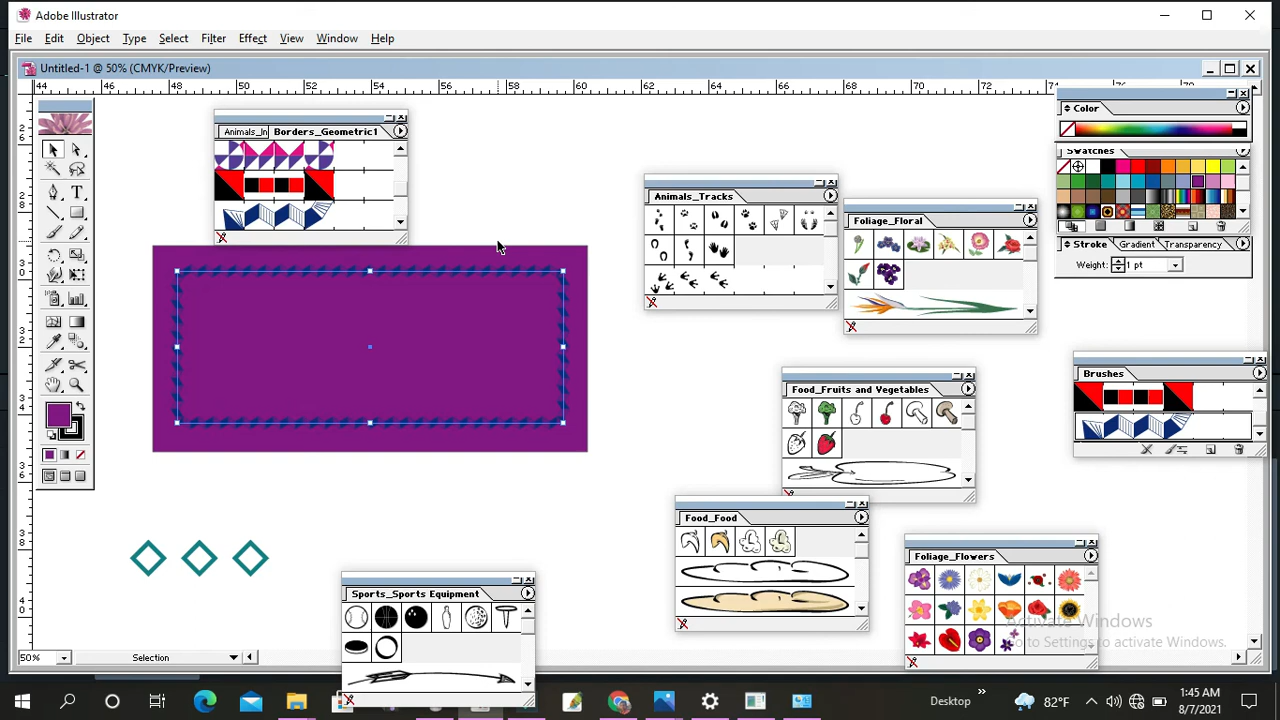 Adobe Illustrator
File Edit Object Type Select Filter Effect View Window Help
Untitled-1 @ 50% (CMYK/Preview)
44 48 50 52 54 56 58 60 62 64 66 68 70 72
Color
Animals_In Borders_Geometric1
Swatches
Animals_Tracks
Foliage_Floral
Stroke Gradient Transparency
Weight: 1 pt
Brushes
Food_Fruits and Vegetables
Food_Food
Foliage_Flowers
Sports_Sports Equipment
Activate Windows
Go to Settings to activate Windows.
50% Selection
Desktop
82°F
1:45 AM
8/7/2021